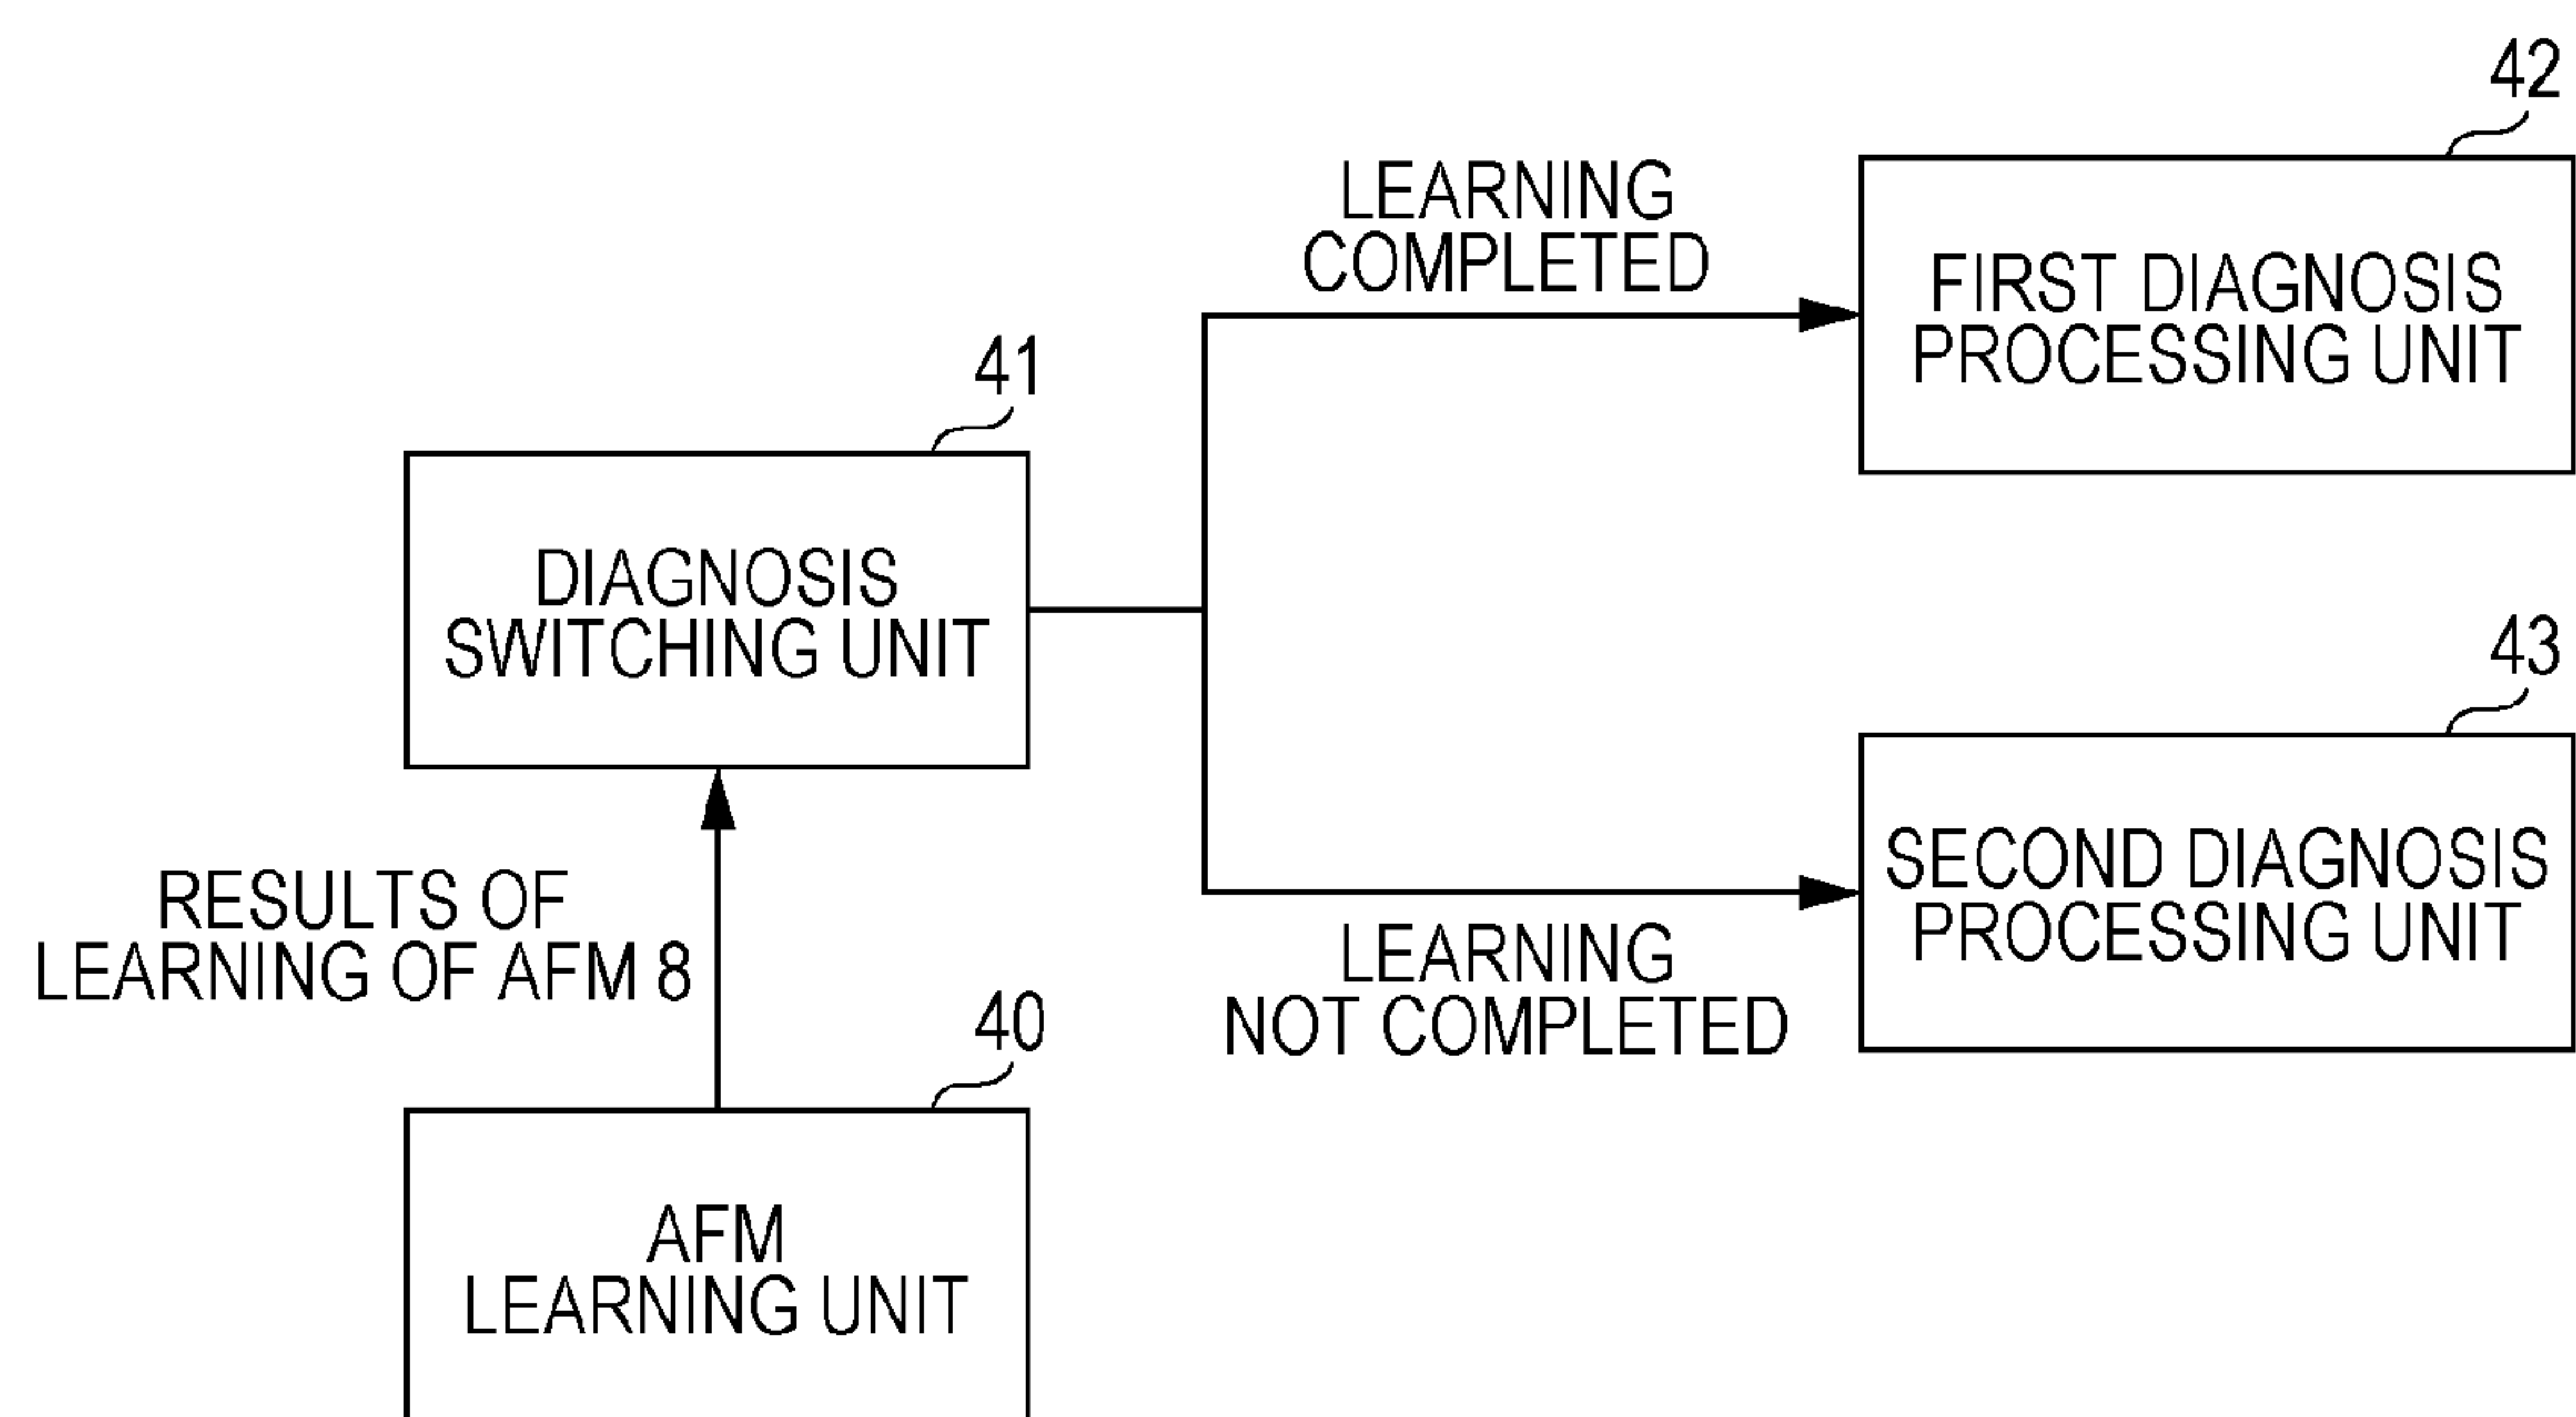 42
LEARNING
COMPLETED
FIRST DIAGNOSIS
PROCESSING UNIT
41
DIAGNOSIS
SWITCHING UNIT
43
SECOND DIAGNOSIS
PROCESSING UNIT
LEARNING
NOT COMPLETED
RESULTS OF
LEARNING OF AFM 8
40
AFM
LEARNING UNIT